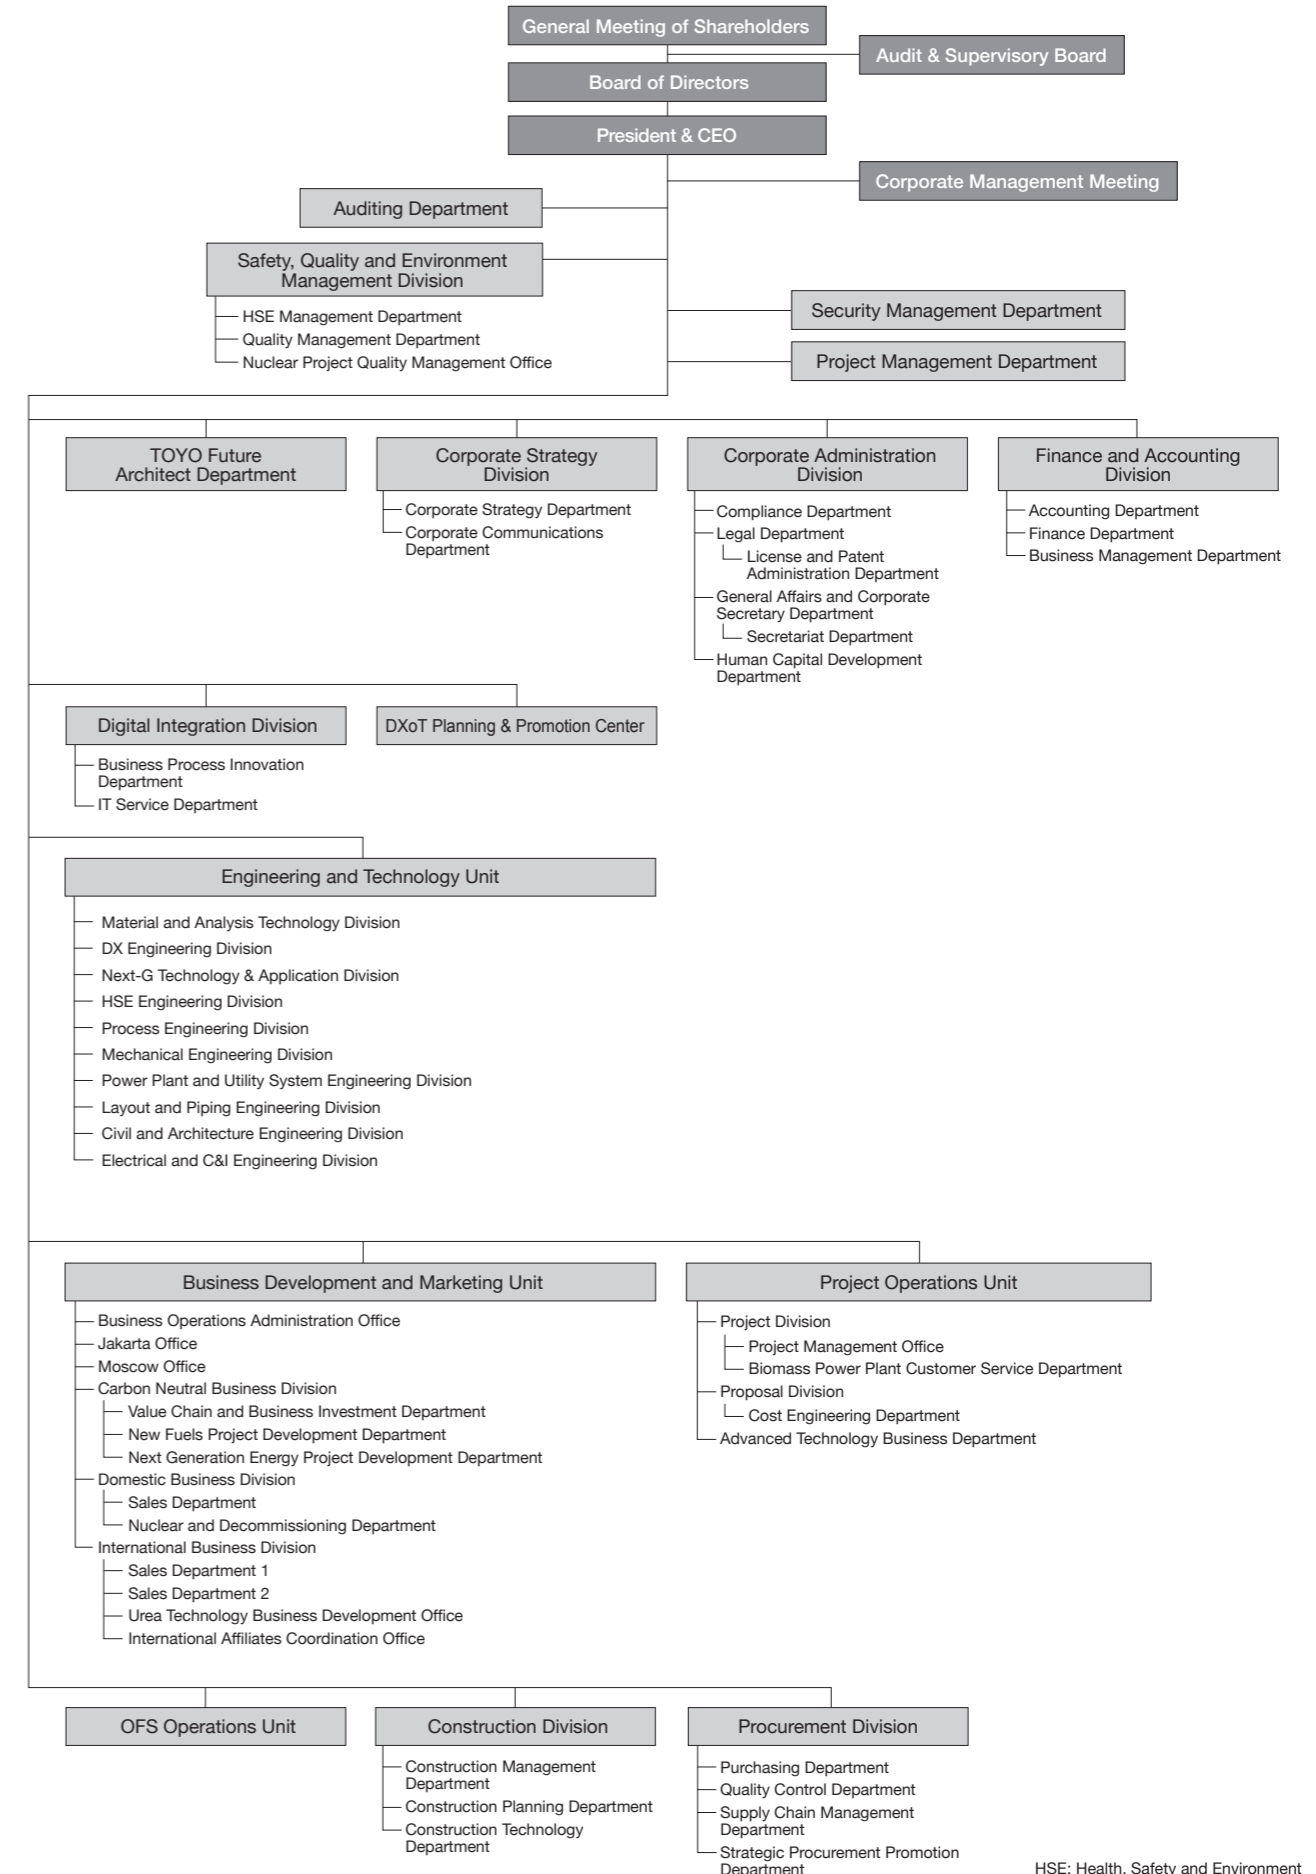 General Meeting of Shareholders
Audit & Supervisory Board
Board of Directors
President & CEO
Corporate Management Meeting
Auditing Department
Safety, Quality and Environment
Management Division
HSE Management Department
Quality Management Department
Nuclear Project Quality Management Office
Security Management Department
Project Management Department
TOYO Future
Architect Department
Corporate Strategy
Division
Corporate Strategy Department
Corporate Communications
Department
Corporate Administration
Division
Compliance Department
Legal Department
License and Patent
Administration Department
General Affairs and Corporate
Secretary Department
Secretariat Department
Human Capital Development
Department
Finance and Accounting
Division
Accounting Department
Finance Department
Business Management Department
Digital Integration Division
Business Process Innovation
Department
IT Service Department
DXoT Planning & Promotion Center
Engineering and Technology Unit
Material and Analysis Technology Division
DX Engineering Division
Next-G Technology & Application Division
HSE Engineering Division
Process Engineering Division
Mechanical Engineering Division
Power Plant and Utility System Engineering Division
Layout and Piping Engineering Division
Civil and Architecture Engineering Division
Electrical and C&I Engineering Division
Business Development and Marketing Unit
Business Operations Administration Office
Jakarta Office
Moscow Office
Carbon Neutral Business Division
Value Chain and Business Investment Department
New Fuels Project Development Department
Next Generation Energy Project Development Department
Domestic Business Division
Sales Department
Nuclear and Decommissioning Department
International Business Division
Sales Department 1
Sales Department 2
Urea Technology Business Development Office
International Affiliates Coordination Office
Project Operations Unit
Project Division
Project Management Office
Biomass Power Plant Customer Service Department
Proposal Division
Cost Engineering Department
Advanced Technology Business Department
OFS Operations Unit
Construction Division
Construction Management
Department
Construction Planning Department
Construction Technology
Department
Procurement Division
Purchasing Department
Quality Control Department
Supply Chain Management
Department
Strategic Procurement Promotion
Department
HSE: Health, Safety and Environment